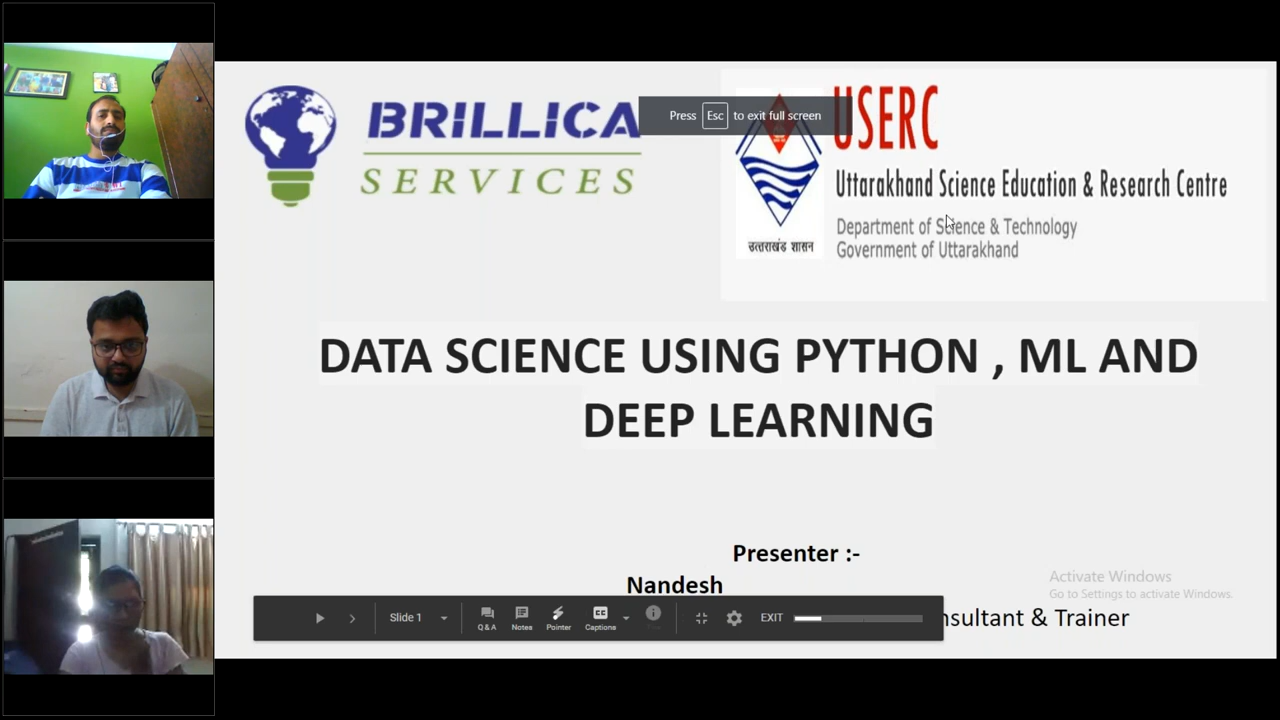 BRILLICA
SERVICES
Press Esc to exit full screen
USERC
Uttarakhand Science Education & Research Centre
Department of Science & Technology
Government of Uttarakhand
उत्तराखंड शासन
DATA SCIENCE USING PYTHON , ML AND
DEEP LEARNING
Presenter :-
Nandesh
Activate Windows
Go to Settings to activate Windows.
Slide 1
Q & A
Notes
Pointer
Captions
EXIT
& Trainer